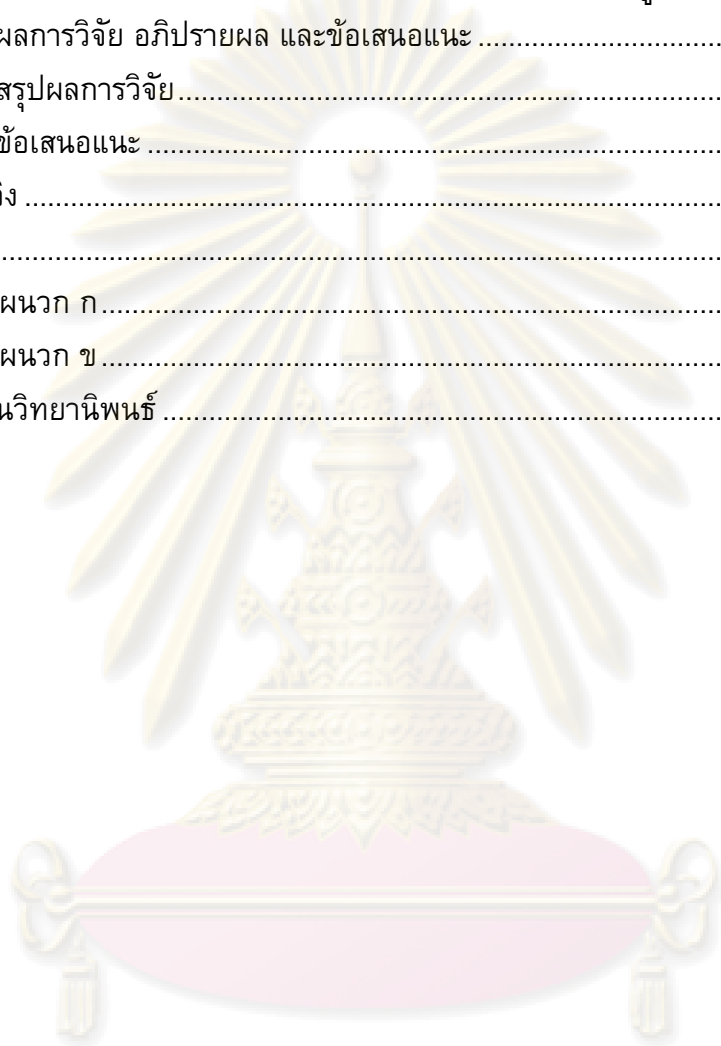 ผลการวิจัย อภิปรายผล และข้อเสนอแนะ ....................................
สรุปผลการวิจัย....................................................................
ข้อเสนอแนะ .......................................................................
....................................................................................
....................................................................................
ผนวก ก.............................................................................
ผนวก ข.............................................................................
นวิทยานิพนธ์ .....................................................................